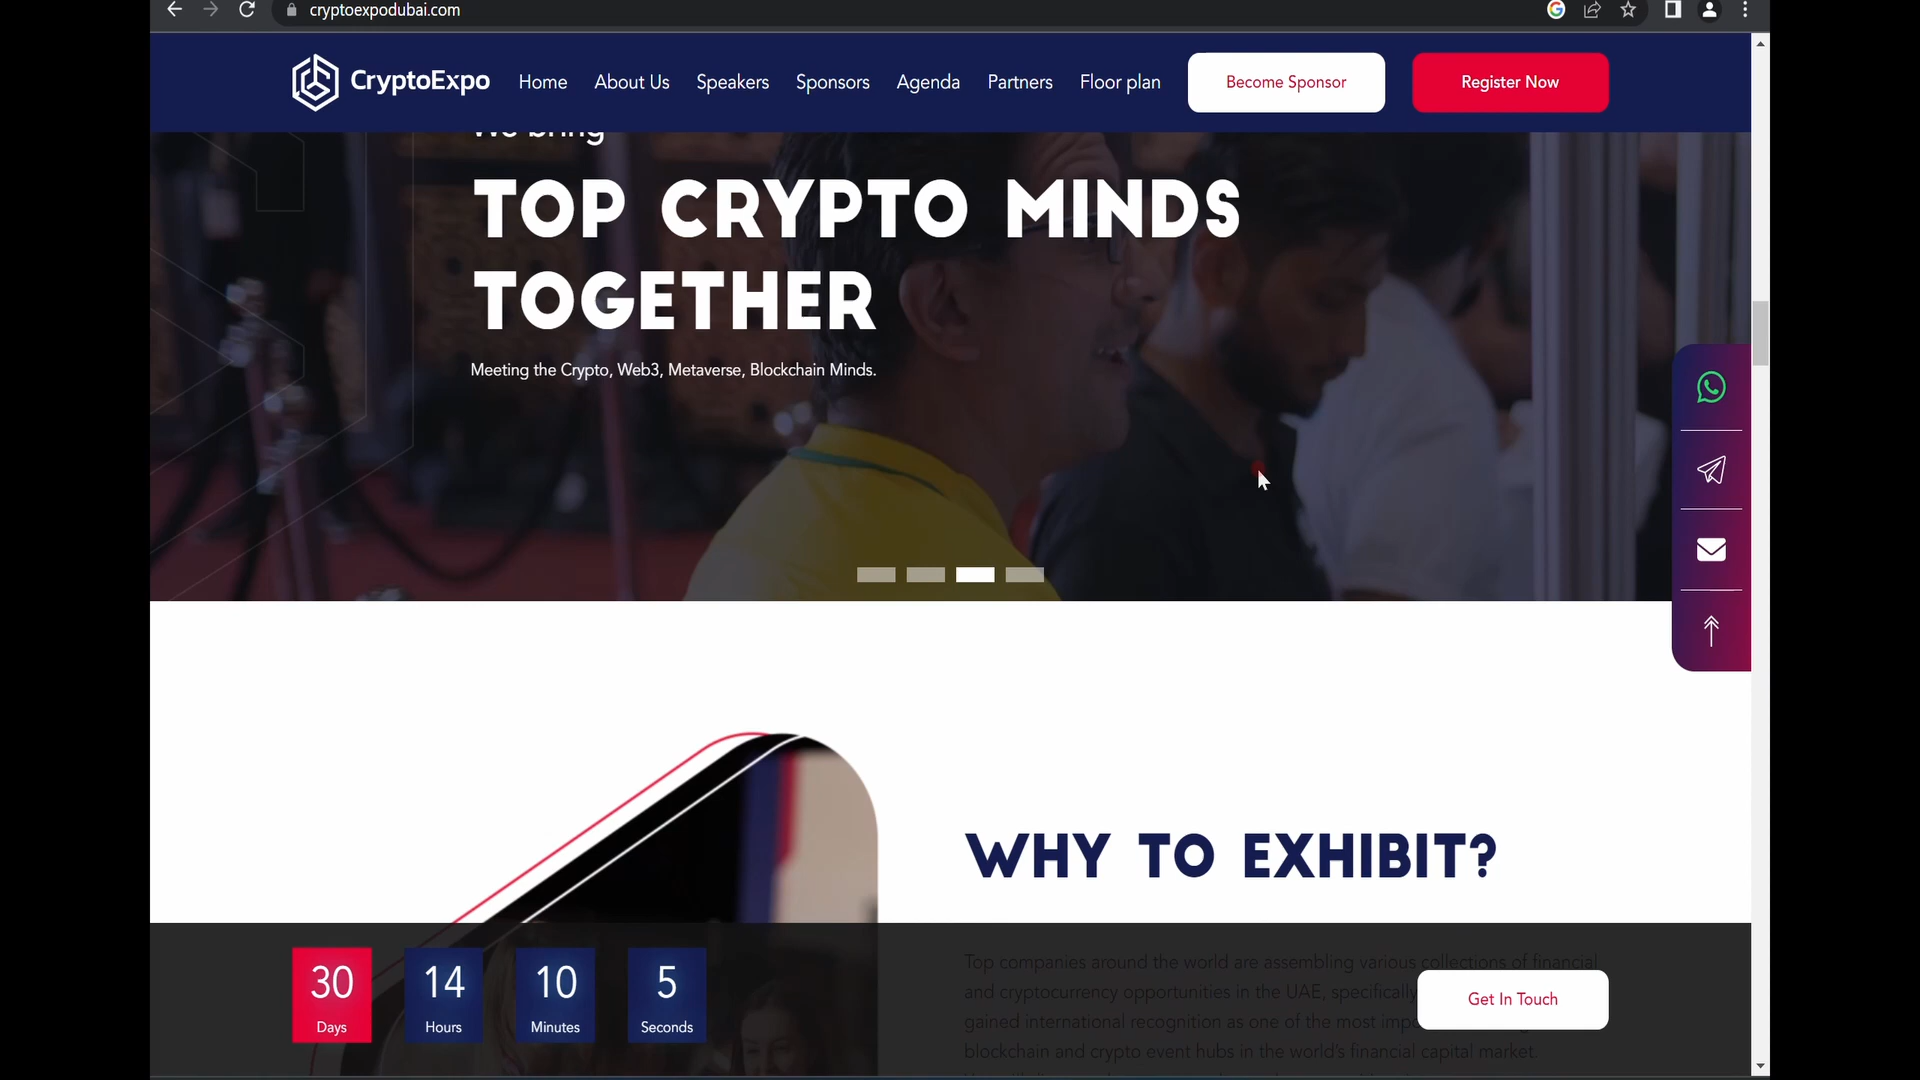 cryptoexpodubai.com
CryptoExpo Home About Us Speakers Sponsors Agenda Partners Floor plan Become Sponsor Register Now
We bring
TOP CRYPTO MINDS
TOGETHER
Meeting the Crypto, Web3, Metaverse, Blockchain Minds.
WHY TO EXHIBIT?
30 14 10 5
Days Hours Minutes Seconds
Top companies around the world are assembling various collections of financial
and cryptocurrency opportunities in the UAE, specifically
gained international recognition as one of the most
blockchain and crypto event hubs in the world's financial capital market.
Get In Touch